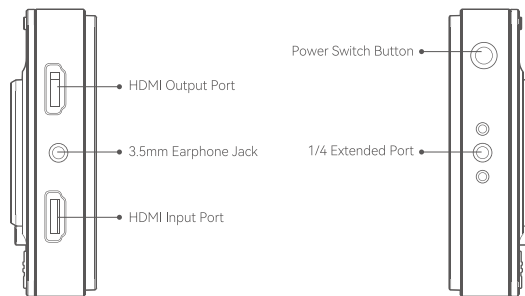 Power Switch Button
HDMI Output Port
3.5mm Earphone Jack
1/4 Extended Port
HDMI Input Port